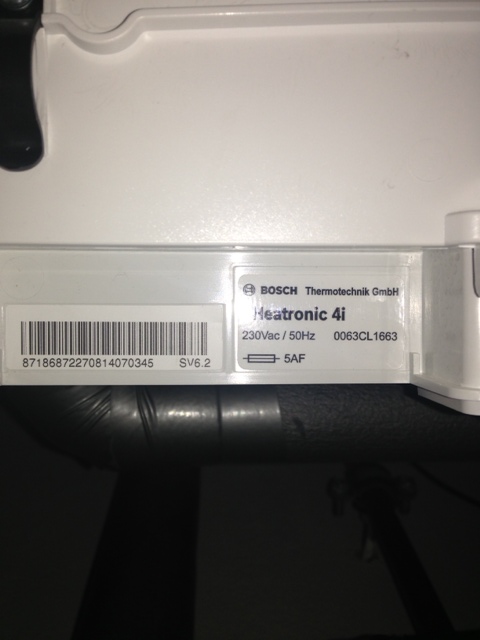 BOSCH Thermotechnik GmbH
Heatronic 4i
230Vac / 50Hz 0063CL1663
5AF
87186872270814070345 SV6.2